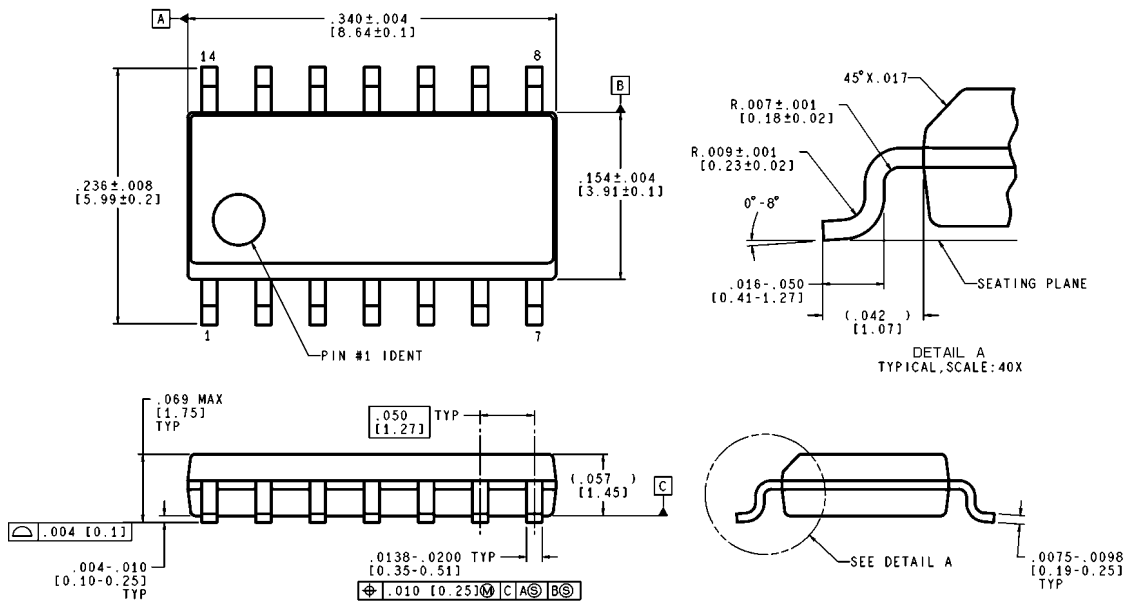 A
.340±.004
[8.64±0.1]
14
8
B
.236±.008
[5.99±0.2]
.154±.004
[3.91±0.1]
1
7
PIN #1 IDENT
45°X.017
R.007±.001
[0.18±0.02]
R.009±.001
[0.23±0.02]
0°-8°
.016-.050
[0.41-1.27]
SEATING PLANE
(.042)
[1.07]
DETAIL A
TYPICAL,SCALE:40X
.069 MAX
[1.75]
TYP
.050
[1.27]
TYP
(.057)
[1.45]
C
.004 [0.1]
.004-.010
[0.10-0.25]
TYP
.0138-.0200 TYP
[0.35-0.51]
⌖ .010 [0.25]Ⓜ C AⓈ BⓈ
SEE DETAIL A
.0075-.0098
[0.19-0.25]
TYP